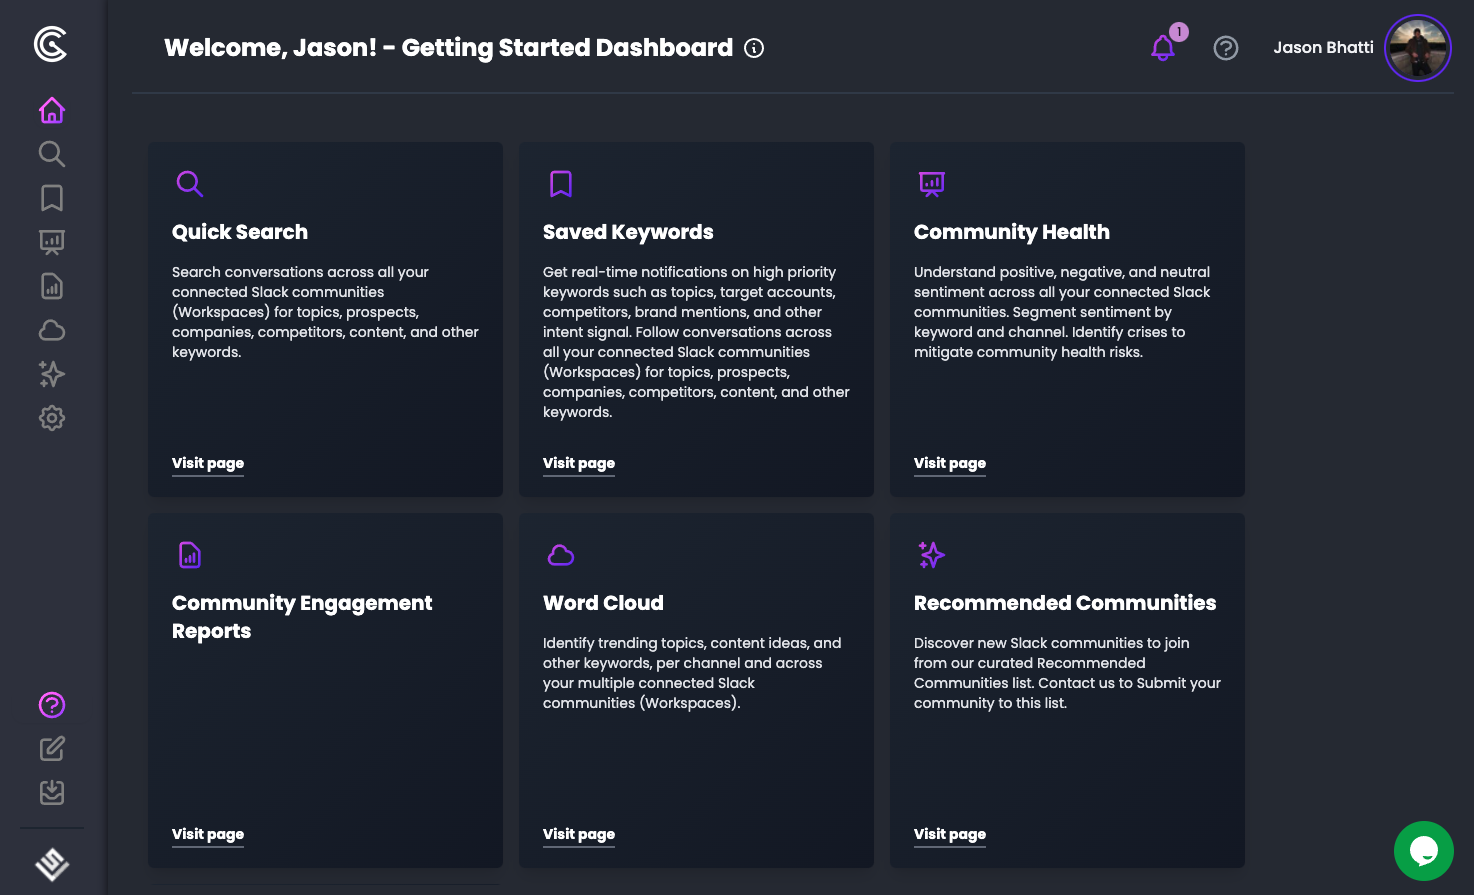 Welcome, Jason! - Getting Started Dashboard
1
Jason Bhatti
Quick Search
Search conversations across all your
connected Slack communities
(Workspaces) for topics, prospects,
companies, competitors, content, and other
keywords.
Visit page
Saved Keywords
Get real-time notifications on high priority
keywords such as topics, target accounts,
competitors, brand mentions, and other
intent signal. Follow conversations across
all your connected Slack communities
(Workspaces) for topics, prospects,
companies, competitors, content, and other
keywords.
Visit page
Community Health
Understand positive, negative, and neutral
sentiment across all your connected Slack
communities. Segment sentiment by
keyword and channel. Identify crises to
mitigate community health risks.
Visit page
Community Engagement
Reports
Visit page
Word Cloud
Identify trending topics, content ideas, and
other keywords, per channel and across
your multiple connected Slack
communities (Workspaces).
Visit page
Recommended Communities
Discover new Slack communities to join
from our curated Recommended
Communities list. Contact us to Submit your
community to this list.
Visit page